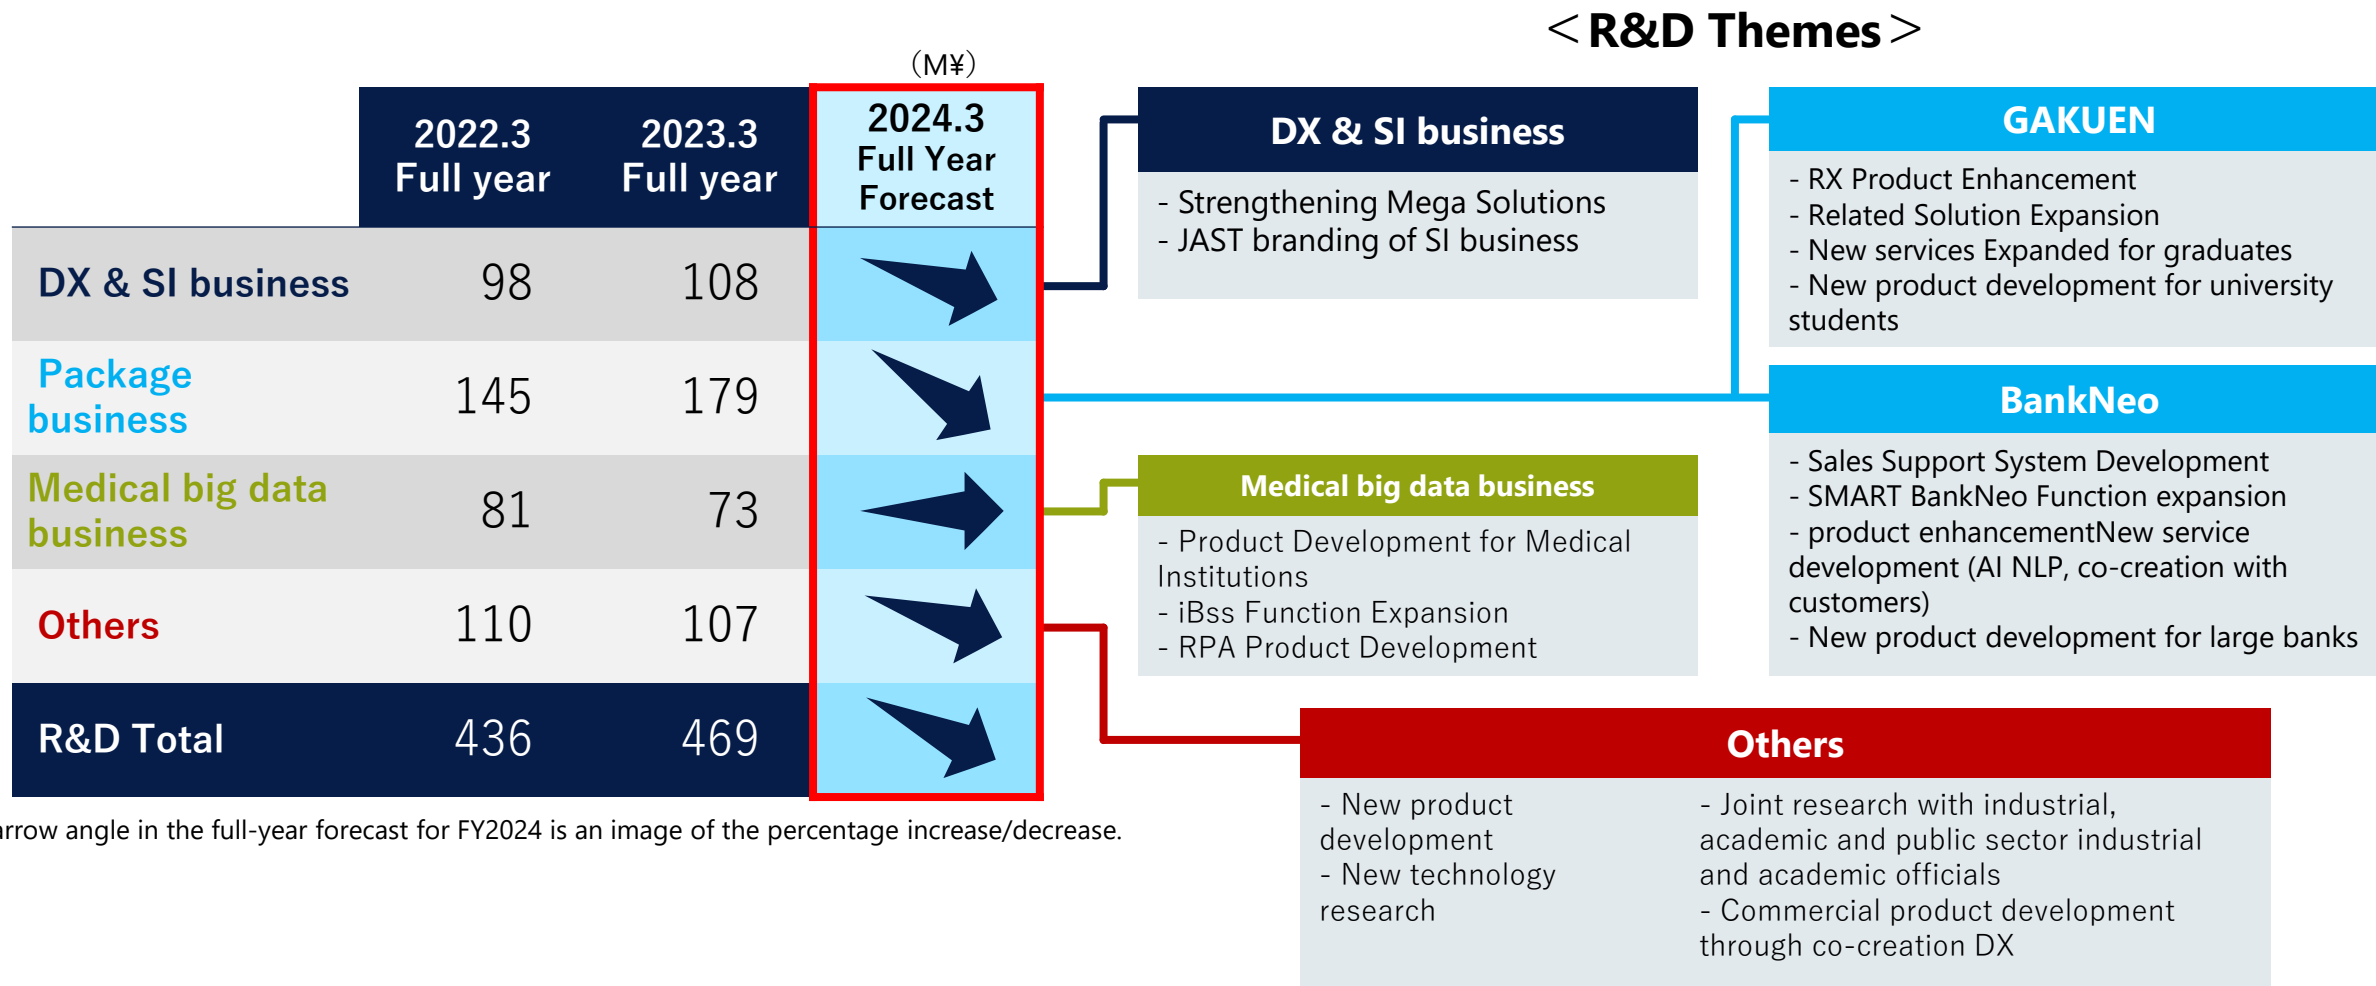 ＜R&D Themes＞
（M¥）
2022.3
Full year
2023.3
Full year
2024.3
Full Year
Forecast
DX & SI business
98
108
Package
business
145
179
Medical big data
business
81
73
Others
110
107
R&D Total
436
469
arrow angle in the full-year forecast for FY2024 is an image of the percentage increase/decrease.
DX & SI business
- Strengthening Mega Solutions
- JAST branding of SI business
GAKUEN
- RX Product Enhancement
- Related Solution Expansion
- New services Expanded for graduates
- New product development for university
students
Medical big data business
- Product Development for Medical
Institutions
- iBss Function Expansion
- RPA Product Development
BankNeo
- Sales Support System Development
- SMART BankNeo Function expansion
- product enhancementNew service
development (AI NLP, co-creation with
customers)
- New product development for large banks
Others
- New product
development
- New technology
research
- Joint research with industrial,
academic and public sector industrial
and academic officials
- Commercial product development
through co-creation DX